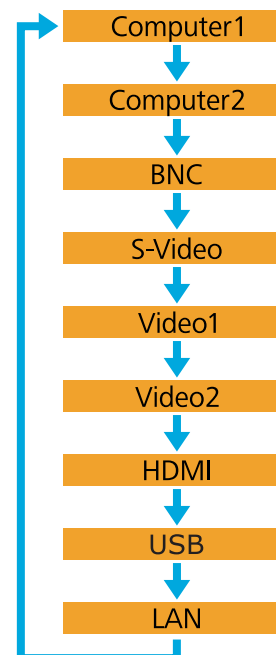 Computer1
Computer2
BNC
S-Video
Video1
Video2
HDMI
USB
LAN